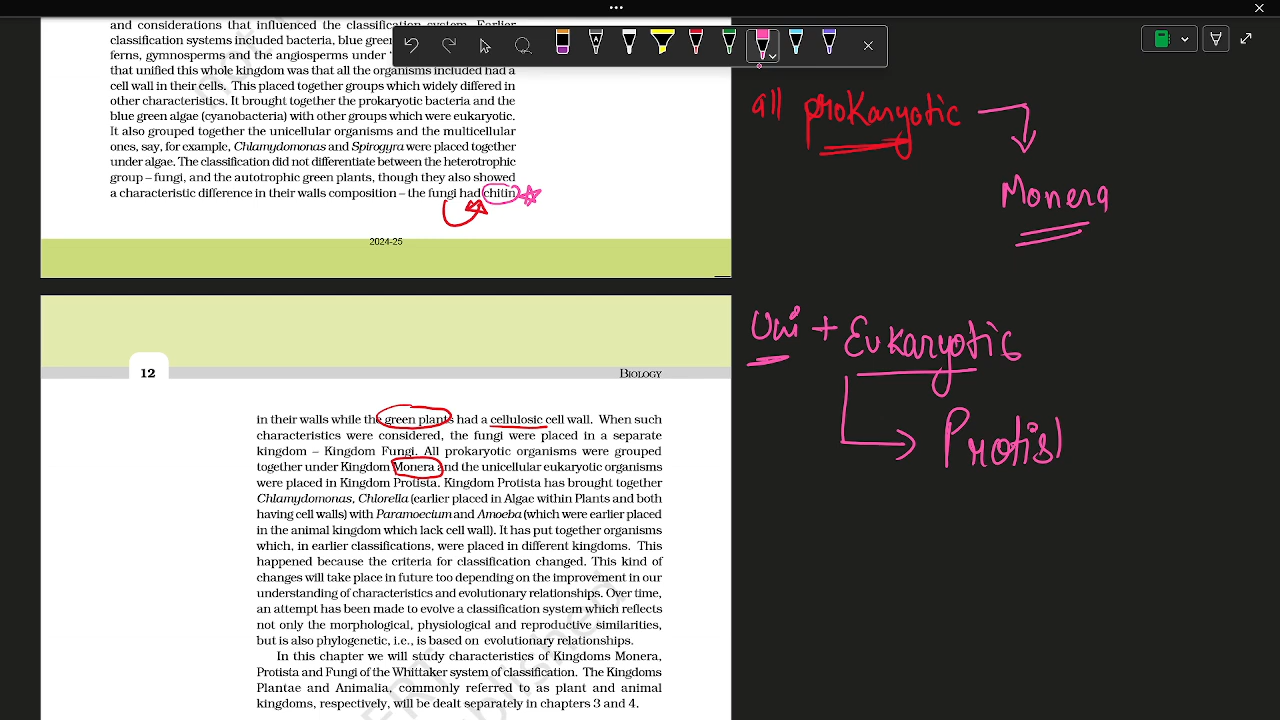 and considerations that influenced the classification system. Earlier
classification systems included bacteria, blue green
ferns, gymnosperms and the angiosperms under '
that unified this whole kingdom was that all the organisms included had a
cell wall in their cells. This placed together groups which widely differed in
other characteristics. It brought together the prokaryotic bacteria and the
blue green algae (cyanobacteria) with other groups which were eukaryotic.
It also grouped together the unicellular organisms and the multicellular
ones, say, for example, Chlamydomonas and Spirogyra were placed together
under algae. The classification did not differentiate between the heterotrophic
group – fungi, and the autotrophic green plants, though they also showed
a characteristic difference in their walls composition – the fungi had chitin
2024-25
12
BIOLOGY
in their walls while the green plants had a cellulosic cell wall. When such
characteristics were considered, the fungi were placed in a separate
kingdom – Kingdom Fungi. All prokaryotic organisms were grouped
together under Kingdom Monera and the unicellular eukaryotic organisms
were placed in Kingdom Protista. Kingdom Protista has brought together
Chlamydomonas, Chlorella (earlier placed in Algae within Plants and both
having cell walls) with Paramoecium and Amoeba (which were earlier placed
in the animal kingdom which lack cell wall). It has put together organisms
which, in earlier classifications, were placed in different kingdoms. This
happened because the criteria for classification changed. This kind of
changes will take place in future too depending on the improvement in our
understanding of characteristics and evolutionary relationships. Over time,
an attempt has been made to evolve a classification system which reflects
not only the morphological, physiological and reproductive similarities,
but is also phylogenetic, i.e., is based on evolutionary relationships.
In this chapter we will study characteristics of Kingdoms Monera,
Protista and Fungi of the Whittaker system of classification. The Kingdoms
Plantae and Animalia, commonly referred to as plant and animal
kingdoms, respectively, will be dealt separately in chapters 3 and 4.
all prokaryotic
Monera
Uni + Eukaryotic
Protist